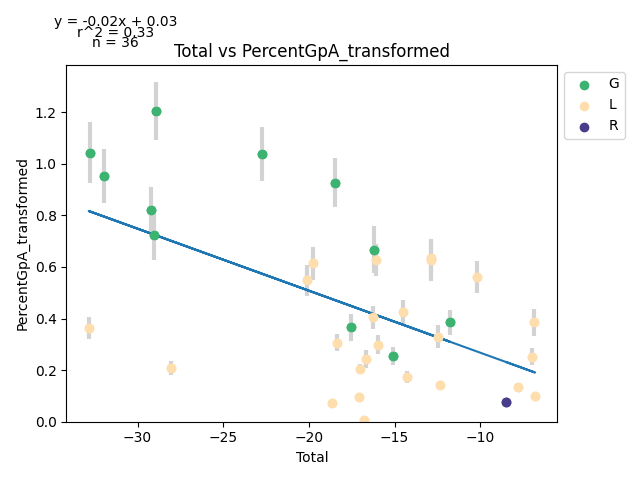 y = -0.02x + 0.03
r^2 = 0.33
n = 36
Total vs PercentGpA_transformed
G
L
R
PercentGpA_transformed
1.2
1.0
0.8
0.6
0.4
0.2
0.0
−30
−25
−20
−15
−10
Total